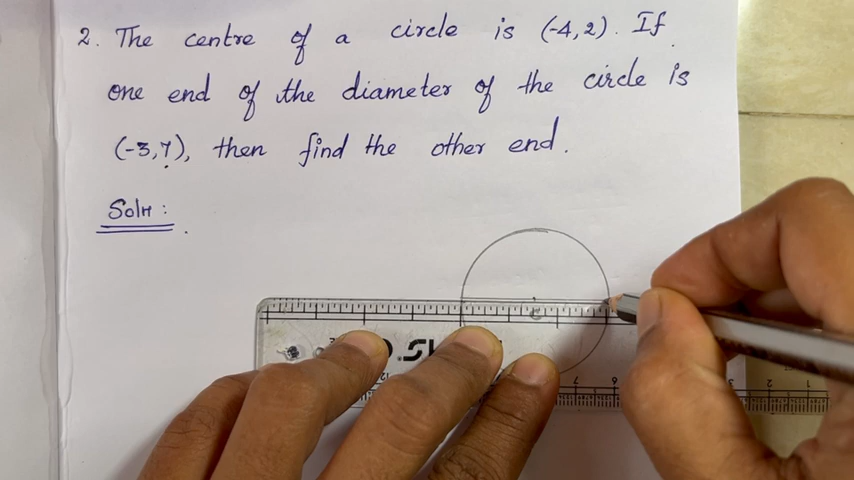 2. The centre of a circle is (-4,2). If
one end of the diameter of the circle is
(-3,7), then find the other end.
Soln: